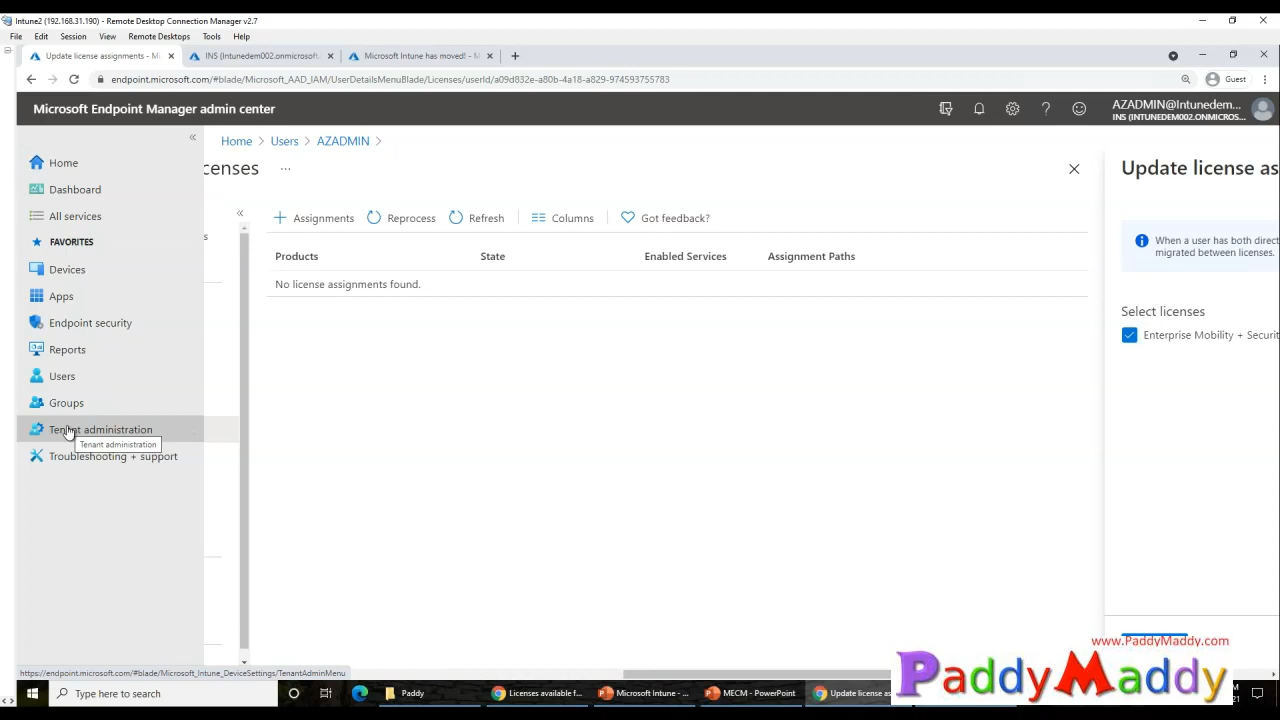 Intune2 (192.168.31.190) - Remote Desktop Connection Manager v2.7
File Edit Session View Remote Desktops Tools Help
Update license assignments - Mi
INS (Intunedem002.onmicrosoft.
Microsoft Intune has moved! - M
endpoint.microsoft.com/#blade/Microsoft_AAD_IAM/UserDetailsMenuBlade/Licenses/userId/a09d832e-a80b-4a18-a829-974593755783
Guest
Microsoft Endpoint Manager admin center
AZADMIN@Intunedem...
INS (INTUNEDEM002.ONMICROS...
Home > Users > AZADMIN >
Home
Dashboard
All services
FAVORITES
Devices
Apps
Endpoint security
Reports
Users
Groups
Tenant administration
Tenant administration
Troubleshooting + support
censes ...
s
Assignments Reprocess Refresh Columns Got feedback?
Products State Enabled Services Assignment Paths
No license assignments found.
Update license as
When a user has both direct
migrated between licenses.
Select licenses
Enterprise Mobility + Securit
https://endpoint.microsoft.com/#blade/Microsoft_Intune_DeviceSettings/TenantAdminMenu
www.PaddyMaddy.com
PaddyMaddy
Type here to search
Paddy
Licenses available f...
Microsoft Intune - ...
MECM - PowerPoint
Update license as